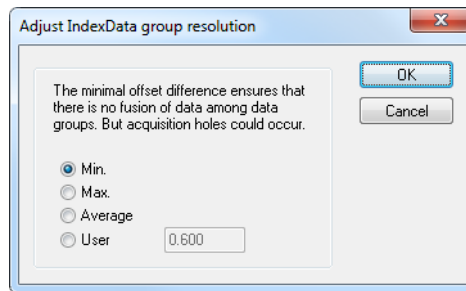 Adjust IndexData group resolution
The minimal offset difference ensures that
there is no fusion of data among data
groups. But acquisition holes could occur.
Min.
Max.
Average
User 0.600
OK
Cancel